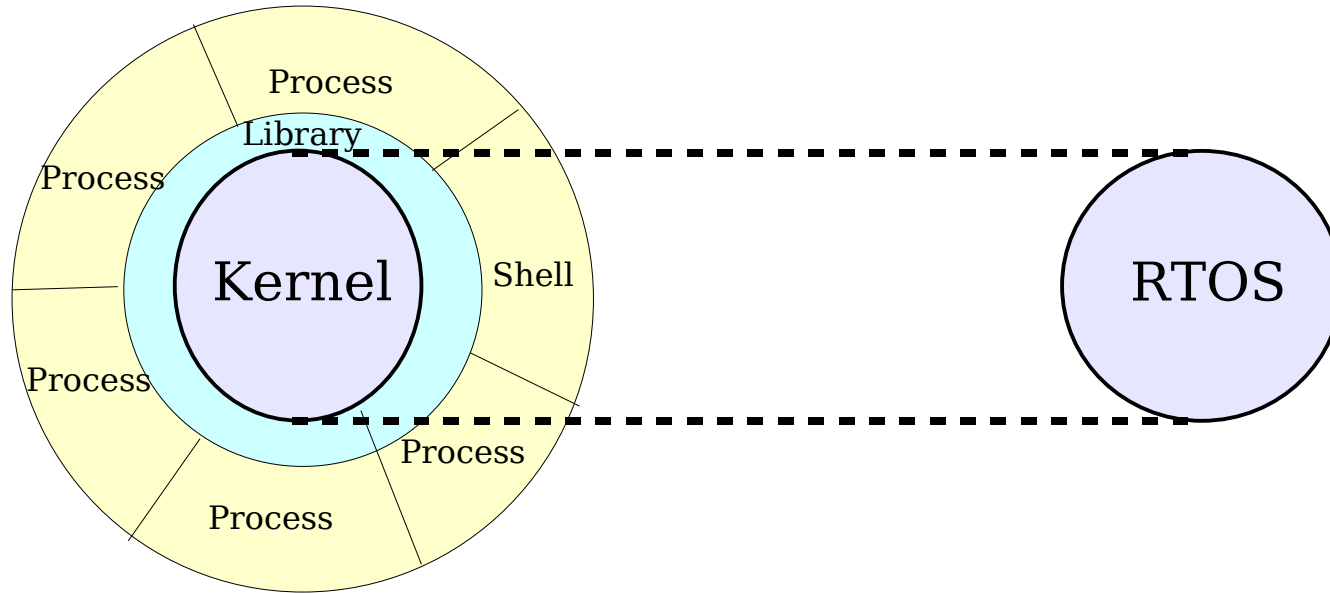 Process
Library
Process
Kernel
Shell
RTOS
Process
Process
Process